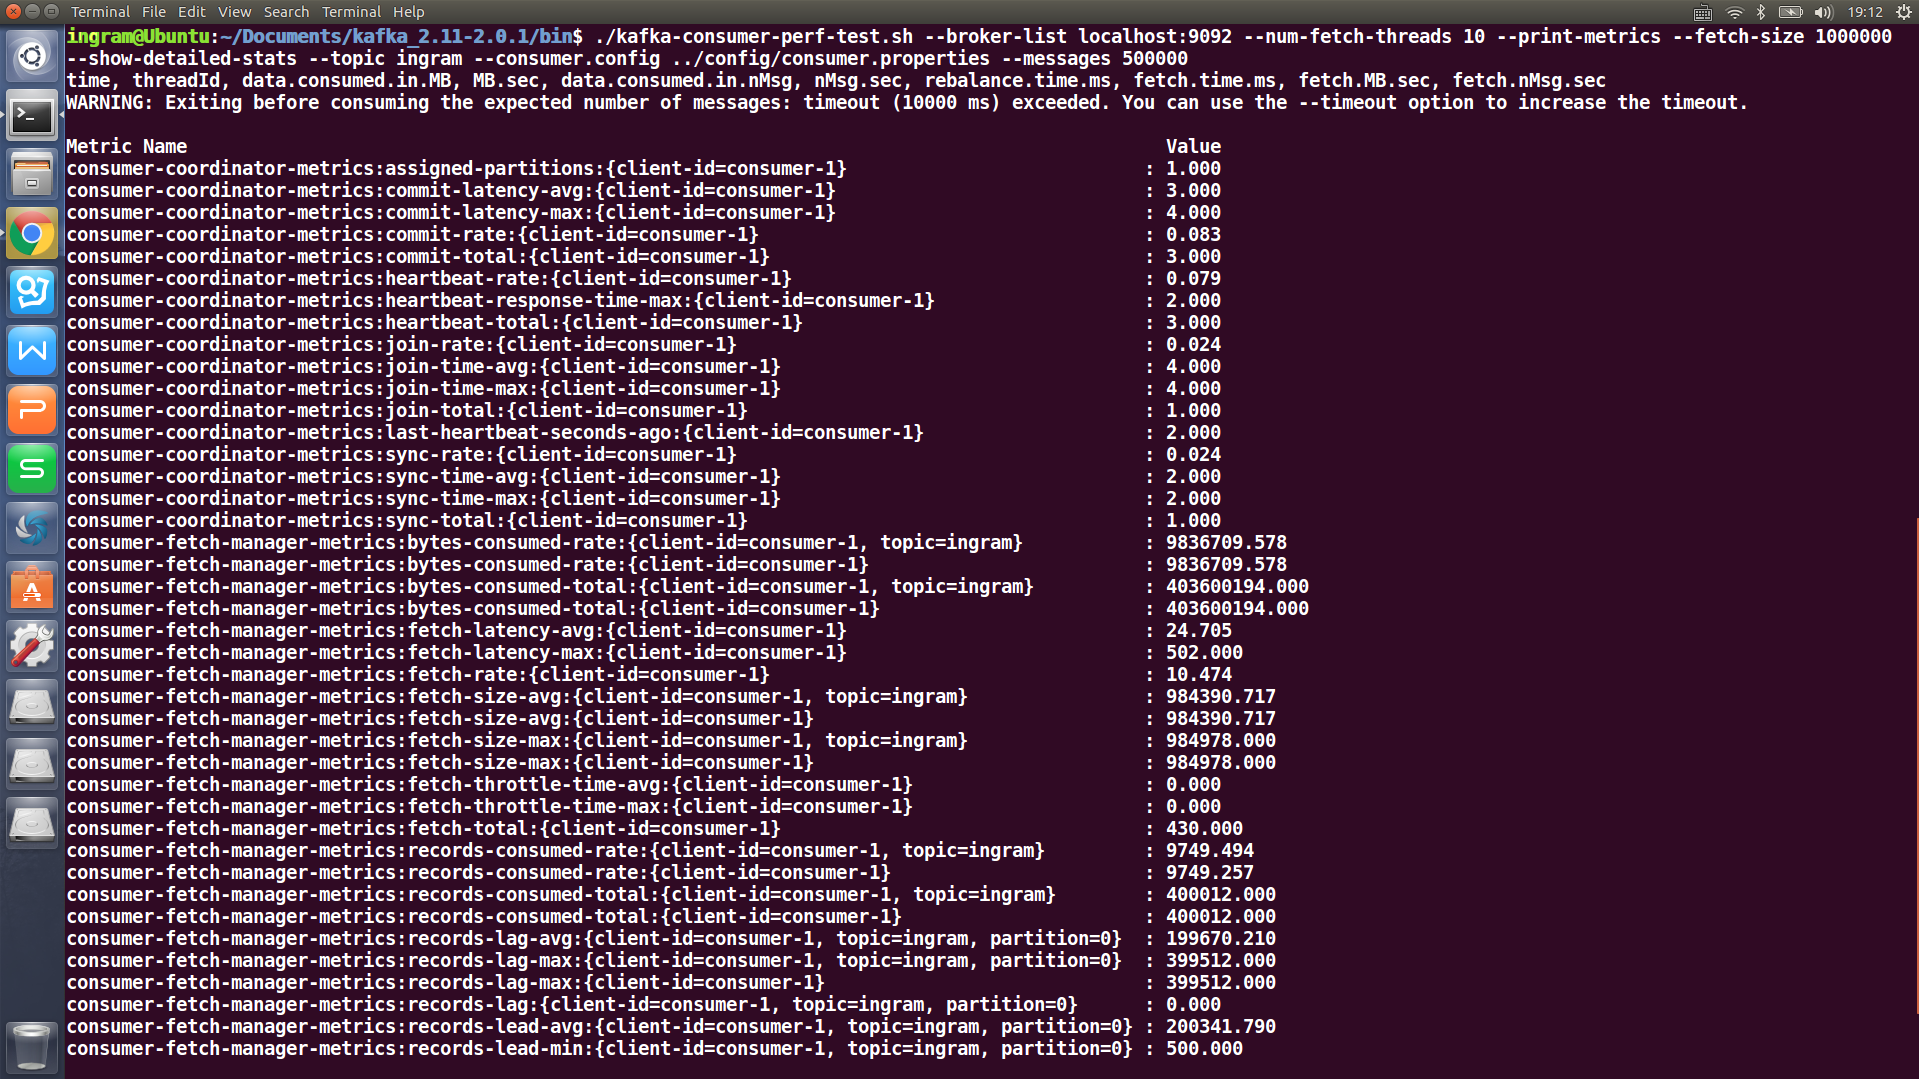 Terminal File Edit View Search Terminal Help 19:12
ingram@Ubuntu:~/Documents/kafka_2.11-2.0.1/bin$ ./kafka-consumer-perf-test.sh --broker-list localhost:9092 --num-fetch-threads 10 --print-metrics --fetch-size 1000000
--show-detailed-stats --topic ingram --consumer.config ../config/consumer.properties --messages 500000
time, threadId, data.consumed.in.MB, MB.sec, data.consumed.in.nMsg, nMsg.sec, rebalance.time.ms, fetch.time.ms, fetch.MB.sec, fetch.nMsg.sec
WARNING: Exiting before consuming the expected number of messages: timeout (10000 ms) exceeded. You can use the --timeout option to increase the timeout.
Metric Name Value
consumer-coordinator-metrics:assigned-partitions:{client-id=consumer-1} : 1.000
consumer-coordinator-metrics:commit-latency-avg:{client-id=consumer-1} : 3.000
consumer-coordinator-metrics:commit-latency-max:{client-id=consumer-1} : 4.000
consumer-coordinator-metrics:commit-rate:{client-id=consumer-1} : 0.083
consumer-coordinator-metrics:commit-total:{client-id=consumer-1} : 3.000
consumer-coordinator-metrics:heartbeat-rate:{client-id=consumer-1} : 0.079
consumer-coordinator-metrics:heartbeat-response-time-max:{client-id=consumer-1} : 2.000
consumer-coordinator-metrics:heartbeat-total:{client-id=consumer-1} : 3.000
consumer-coordinator-metrics:join-rate:{client-id=consumer-1} : 0.024
consumer-coordinator-metrics:join-time-avg:{client-id=consumer-1} : 4.000
consumer-coordinator-metrics:join-time-max:{client-id=consumer-1} : 4.000
consumer-coordinator-metrics:join-total:{client-id=consumer-1} : 1.000
consumer-coordinator-metrics:last-heartbeat-seconds-ago:{client-id=consumer-1} : 2.000
consumer-coordinator-metrics:sync-rate:{client-id=consumer-1} : 0.024
consumer-coordinator-metrics:sync-time-avg:{client-id=consumer-1} : 2.000
consumer-coordinator-metrics:sync-time-max:{client-id=consumer-1} : 2.000
consumer-coordinator-metrics:sync-total:{client-id=consumer-1} : 1.000
consumer-fetch-manager-metrics:bytes-consumed-rate:{client-id=consumer-1, topic=ingram} : 9836709.578
consumer-fetch-manager-metrics:bytes-consumed-rate:{client-id=consumer-1} : 9836709.578
consumer-fetch-manager-metrics:bytes-consumed-total:{client-id=consumer-1, topic=ingram} : 403600194.000
consumer-fetch-manager-metrics:bytes-consumed-total:{client-id=consumer-1} : 403600194.000
consumer-fetch-manager-metrics:fetch-latency-avg:{client-id=consumer-1} : 24.705
consumer-fetch-manager-metrics:fetch-latency-max:{client-id=consumer-1} : 502.000
consumer-fetch-manager-metrics:fetch-rate:{client-id=consumer-1} : 10.474
consumer-fetch-manager-metrics:fetch-size-avg:{client-id=consumer-1, topic=ingram} : 984390.717
consumer-fetch-manager-metrics:fetch-size-avg:{client-id=consumer-1} : 984390.717
consumer-fetch-manager-metrics:fetch-size-max:{client-id=consumer-1, topic=ingram} : 984978.000
consumer-fetch-manager-metrics:fetch-size-max:{client-id=consumer-1} : 984978.000
consumer-fetch-manager-metrics:fetch-throttle-time-avg:{client-id=consumer-1} : 0.000
consumer-fetch-manager-metrics:fetch-throttle-time-max:{client-id=consumer-1} : 0.000
consumer-fetch-manager-metrics:fetch-total:{client-id=consumer-1} : 430.000
consumer-fetch-manager-metrics:records-consumed-rate:{client-id=consumer-1, topic=ingram} : 9749.494
consumer-fetch-manager-metrics:records-consumed-rate:{client-id=consumer-1} : 9749.257
consumer-fetch-manager-metrics:records-consumed-total:{client-id=consumer-1, topic=ingram} : 400012.000
consumer-fetch-manager-metrics:records-consumed-total:{client-id=consumer-1} : 400012.000
consumer-fetch-manager-metrics:records-lag-avg:{client-id=consumer-1, topic=ingram, partition=0} : 199670.210
consumer-fetch-manager-metrics:records-lag-max:{client-id=consumer-1, topic=ingram, partition=0} : 399512.000
consumer-fetch-manager-metrics:records-lag-max:{client-id=consumer-1} : 399512.000
consumer-fetch-manager-metrics:records-lag:{client-id=consumer-1, topic=ingram, partition=0} : 0.000
consumer-fetch-manager-metrics:records-lead-avg:{client-id=consumer-1, topic=ingram, partition=0} : 200341.790
consumer-fetch-manager-metrics:records-lead-min:{client-id=consumer-1, topic=ingram, partition=0} : 500.000